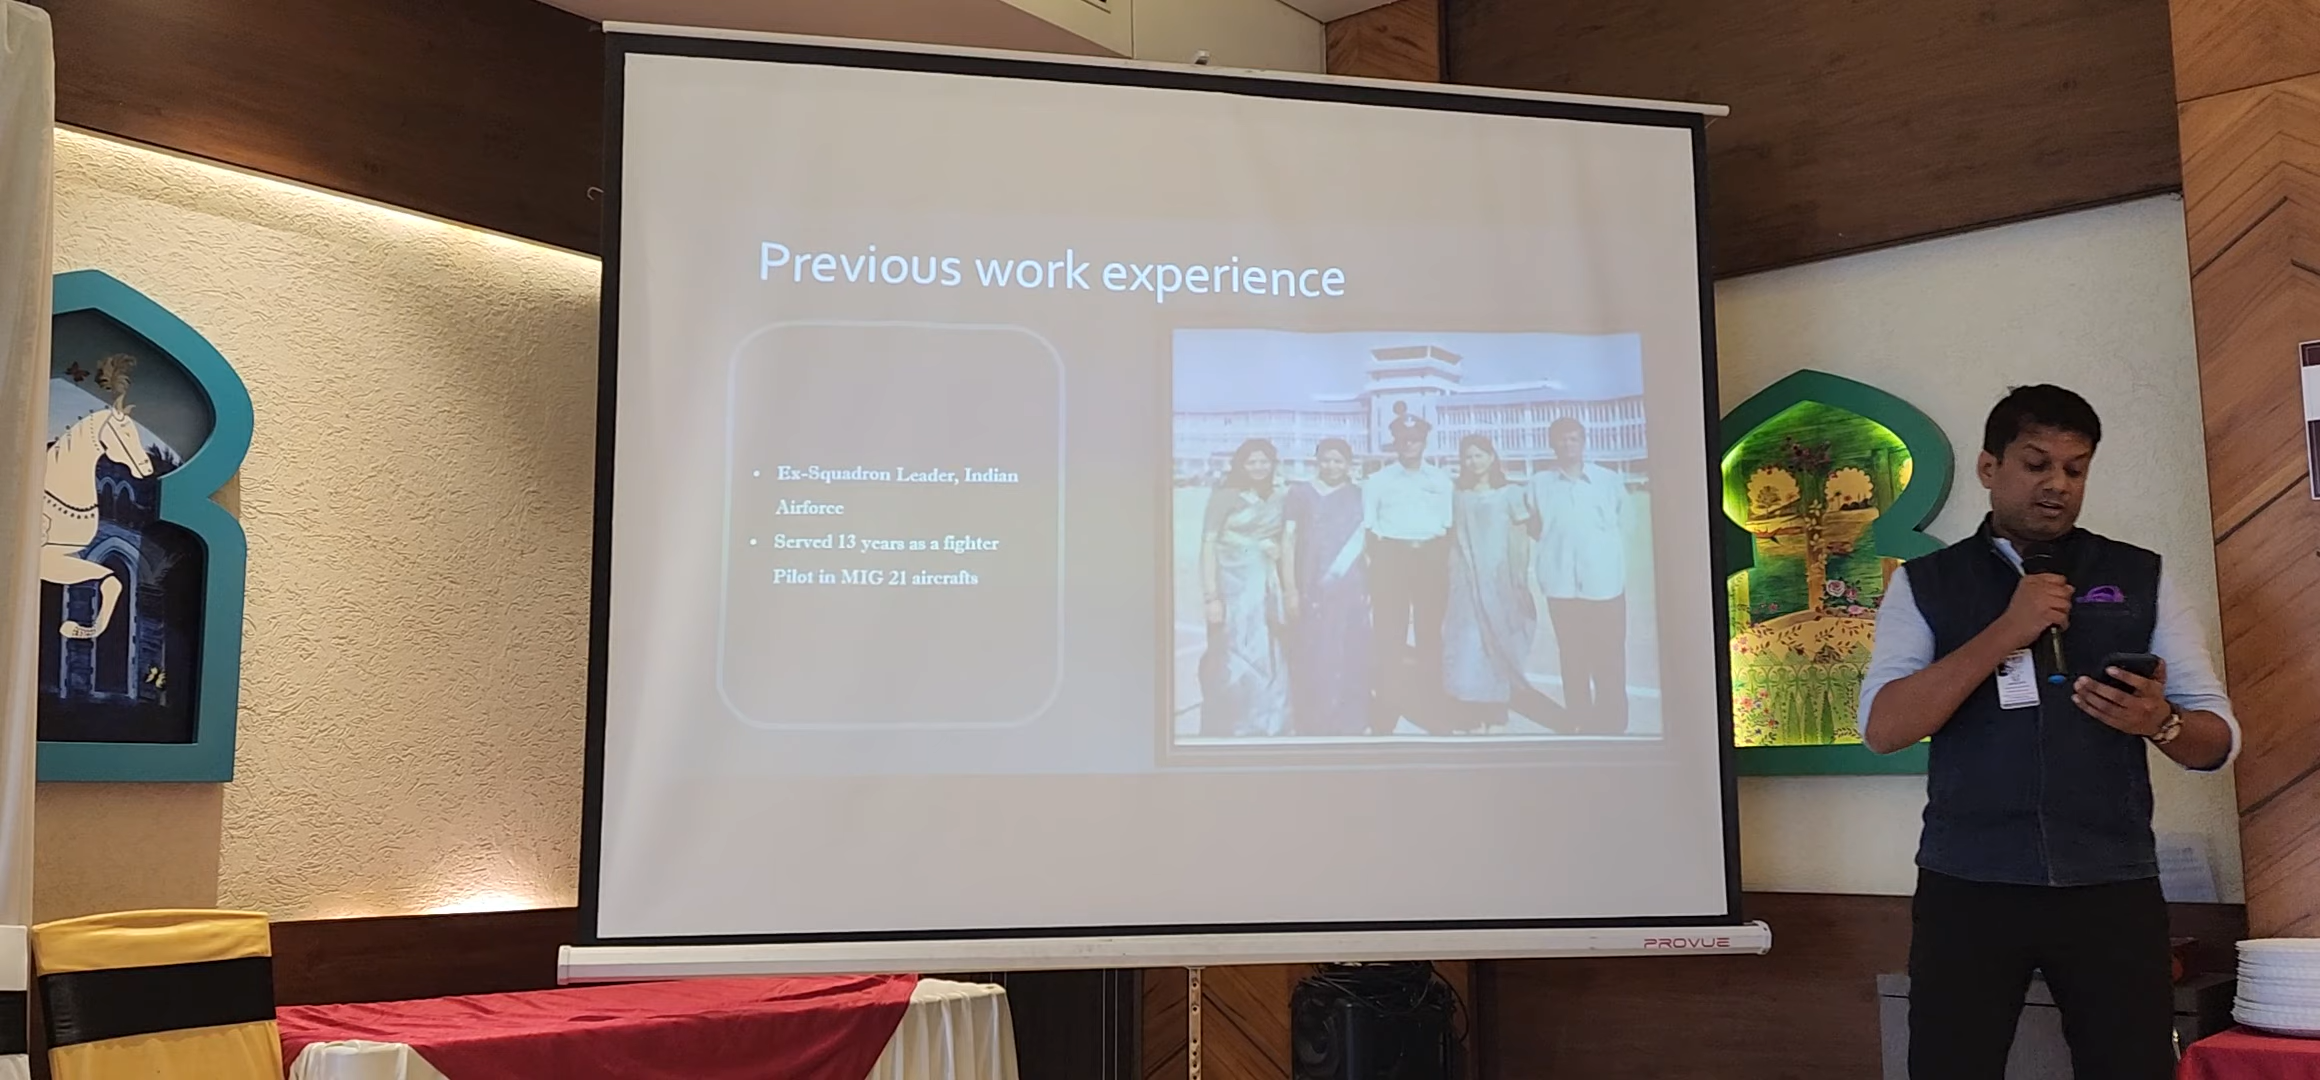 Previous work experience
• Ex-Squadron Leader, Indian
Airforce
• Served 13 years as a fighter
Pilot in MIG 21 aircrafts
PROVUE